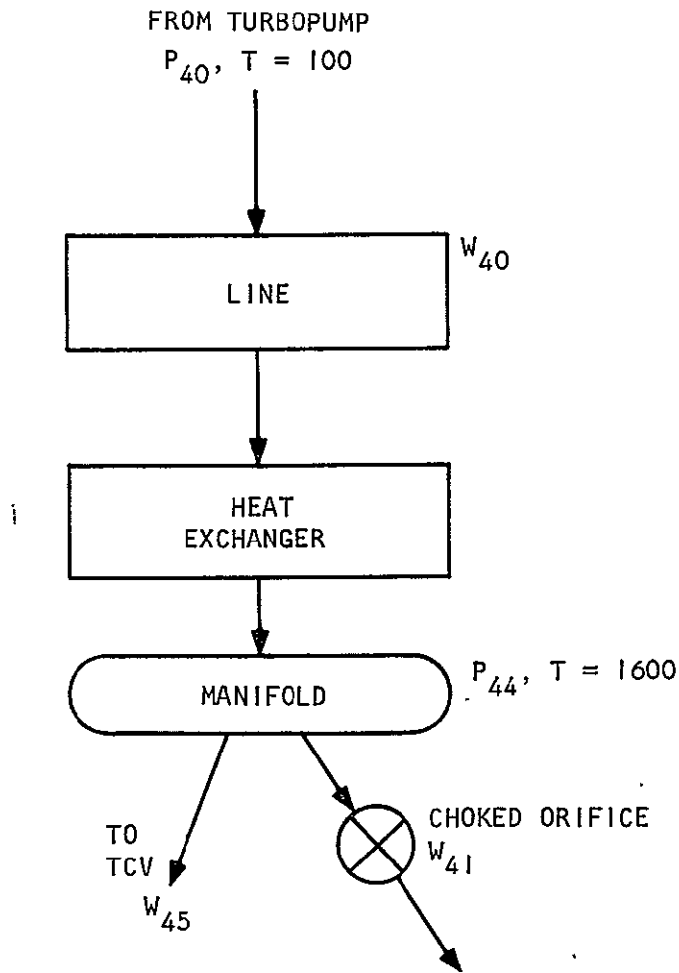 FROM TURBOPUMP
P40, T = 100
W40
LINE
HEAT
EXCHANGER
P44, T = 1600
MANIFOLD
CHOKED ORIFICE
W41
TO
TCV
W45